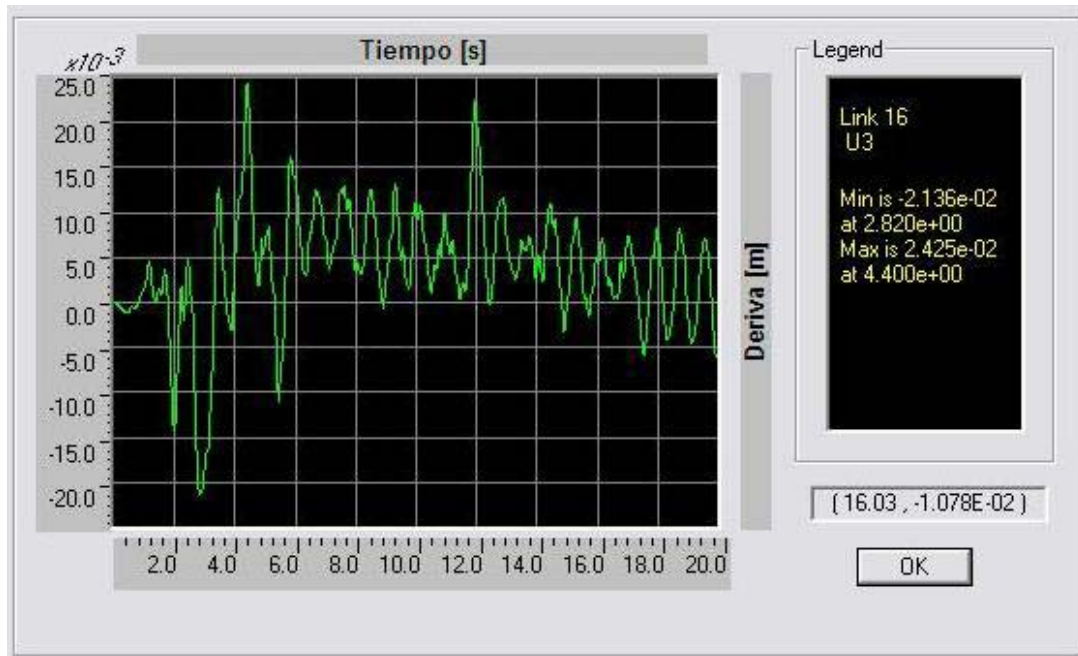 x10-3
Tiempo [s]
25.0
20.0
15.0
10.0
5.0
0.0
-5.0
-10.0
-15.0
-20.0
2.0 4.0 6.0 8.0 10.0 12.0 14.0 16.0 18.0 20.0
Deriva [m]
Legend
Link 16
U3
Min is -2.136e-02
at 2.820e+00
Max is 2.425e-02
at 4.400e+00
( 16.03 , -1.078E-02 )
OK